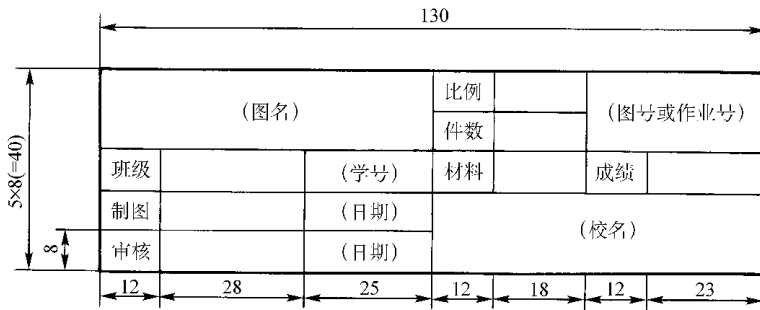 130
比例
(图名)
(图号或作业号)
件数
5×8(=40)
班级
(学号)
材料
成绩
制图
(日期)
(校名)
8
审核
(日期)
12
28
25
12
18
12
23